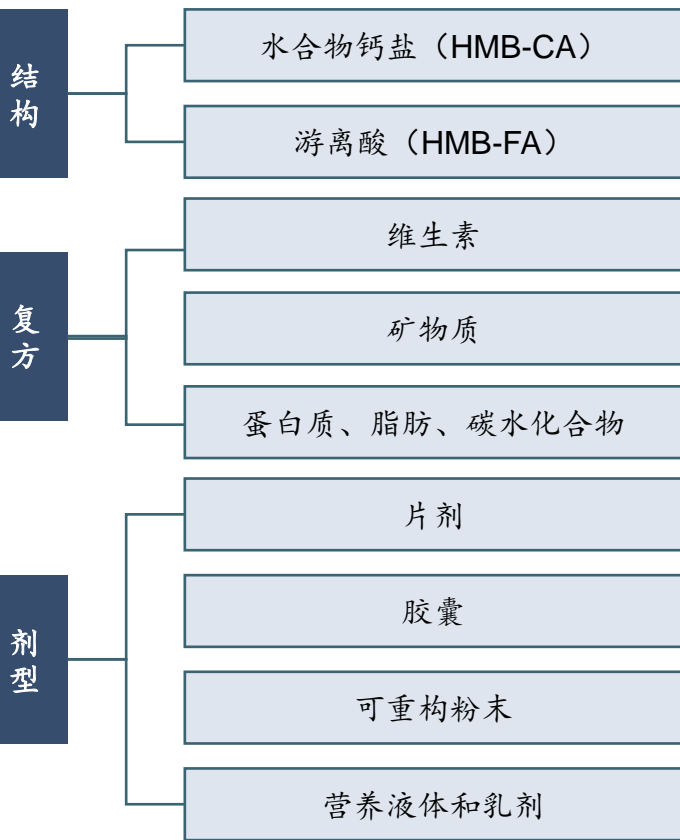 结构
水合物钙盐（HMB-CA）
游离酸（HMB-FA）
复方
维生素
矿物质
蛋白质、脂肪、碳水化合物
剂型
片剂
胶囊
可重构粉末
营养液体和乳剂